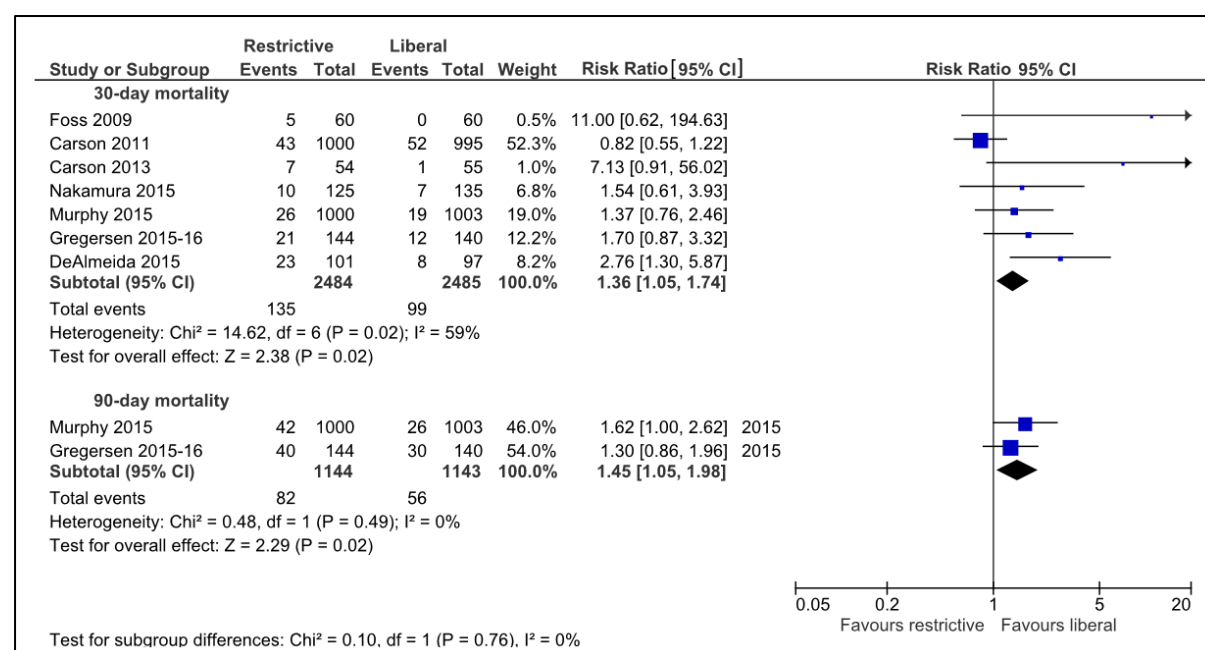 Restrictive Liberal
Study or Subgroup Events Total Events Total Weight Risk Ratio[95% CI] Risk Ratio 95% CI
30-day mortality
Foss 2009 5 60 0 60 0.5% 11.00 [0.62, 194.63]
Carson 2011 43 1000 52 995 52.3% 0.82 [0.55, 1.22]
Carson 2013 7 54 1 55 1.0% 7.13 [0.91, 56.02]
Nakamura 2015 10 125 7 135 6.8% 1.54 [0.61, 3.93]
Murphy 2015 26 1000 19 1003 19.0% 1.37 [0.76, 2.46]
Gregersen 2015-16 21 144 12 140 12.2% 1.70 [0.87, 3.32]
DeAlmeida 2015 23 101 8 97 8.2% 2.76 [1.30, 5.87]
Subtotal (95% CI) 2484 2485 100.0% 1.36 [1.05, 1.74]
Total events 135 99
Heterogeneity: Chi² = 14.62, df = 6 (P = 0.02); I² = 59%
Test for overall effect: Z = 2.38 (P = 0.02)
90-day mortality
Murphy 2015 42 1000 26 1003 46.0% 1.62 [1.00, 2.62] 2015
Gregersen 2015-16 40 144 30 140 54.0% 1.30 [0.86, 1.96] 2015
Subtotal (95% CI) 1144 1143 100.0% 1.45 [1.05, 1.98]
Total events 82 56
Heterogeneity: Chi² = 0.48, df = 1 (P = 0.49); I² = 0%
Test for overall effect: Z = 2.29 (P = 0.02)
0.05 0.2 1 5 20
Favours restrictive Favours liberal
Test for subgroup differences: Chi² = 0.10, df = 1 (P = 0.76), I² = 0%